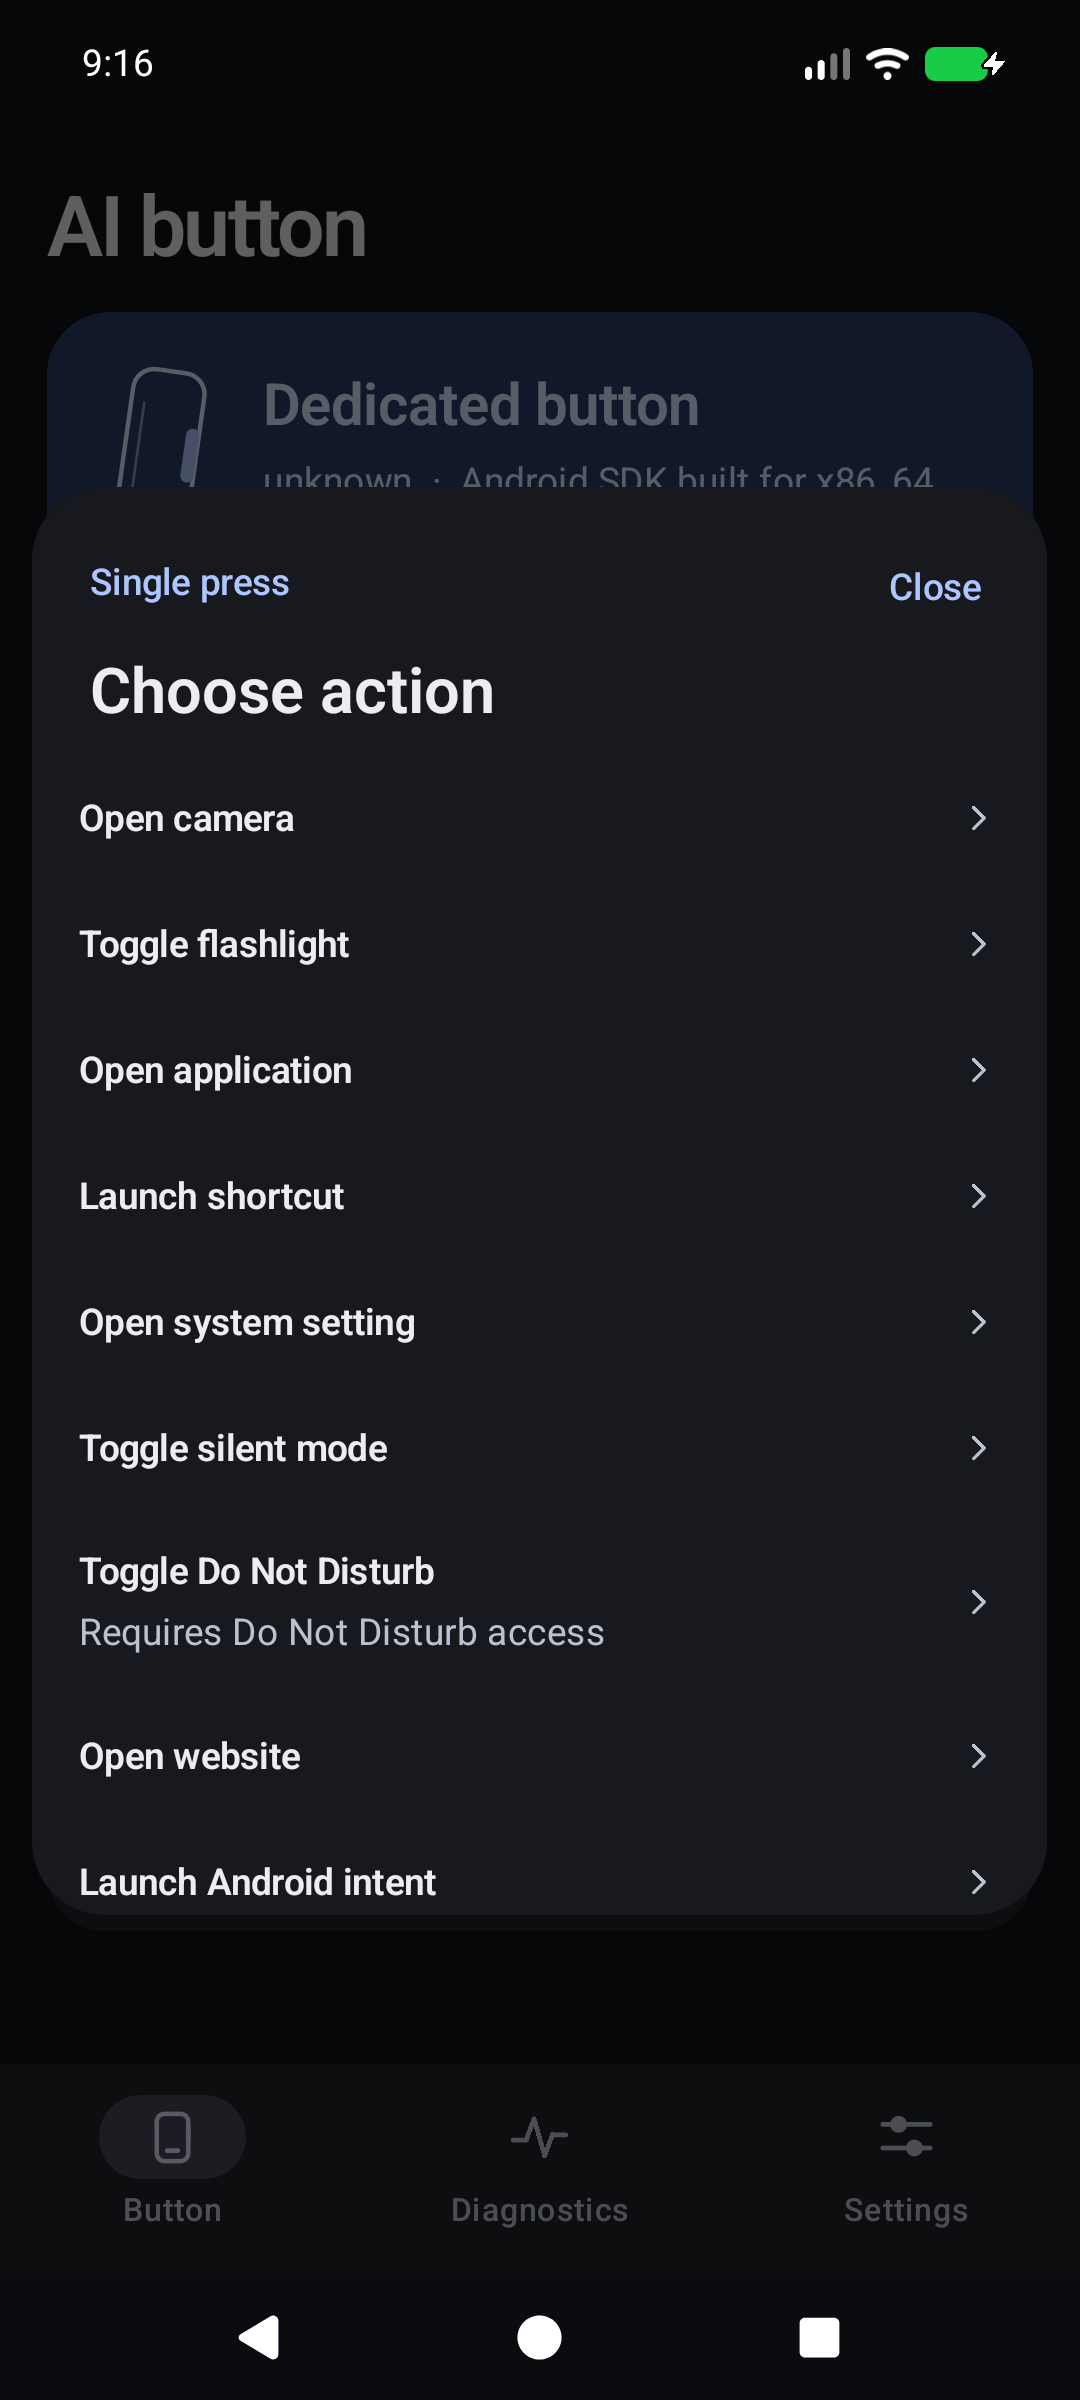 9:16
AI button
Dedicated button
unknown · Android SDK built for x86_64
Single press
Close
Choose action
Open camera
Toggle flashlight
Open application
Launch shortcut
Open system setting
Toggle silent mode
Toggle Do Not Disturb
Requires Do Not Disturb access
Open website
Launch Android intent
Button
Diagnostics
Settings